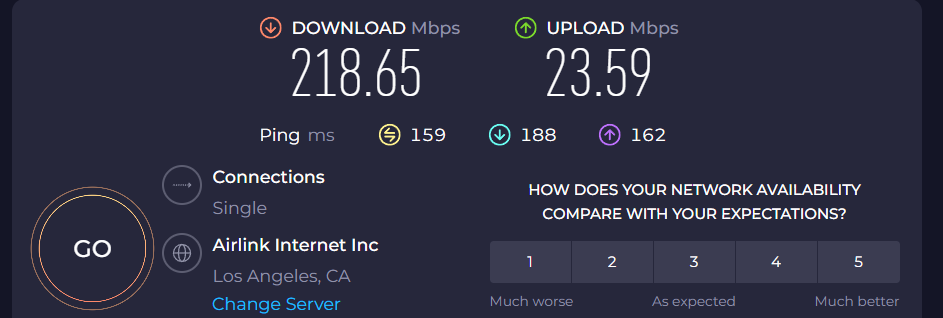 DOWNLOAD Mbps UPLOAD Mbps
218.65 23.59
Ping ms 159 188 162
Connections
Single
GO
Airlink Internet Inc
Los Angeles, CA
Change Server
HOW DOES YOUR NETWORK AVAILABILITY
COMPARE WITH YOUR EXPECTATIONS?
1 2 3 4 5
Much worse As expected Much better